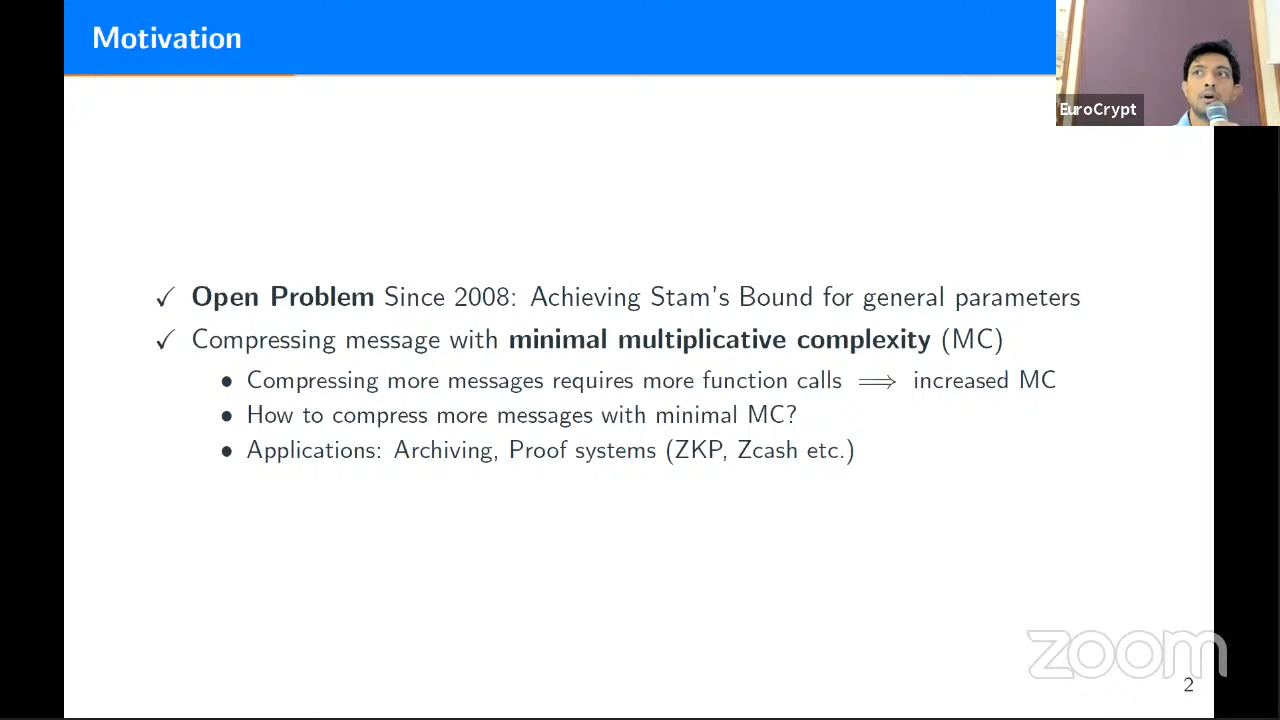 Motivation
EuroCrypt
✓ Open Problem Since 2008: Achieving Stam's Bound for general parameters
✓ Compressing message with minimal multiplicative complexity (MC)
• Compressing more messages requires more function calls ⟹ increased MC
• How to compress more messages with minimal MC?
• Applications: Archiving, Proof systems (ZKP, Zcash etc.)
zoom
2